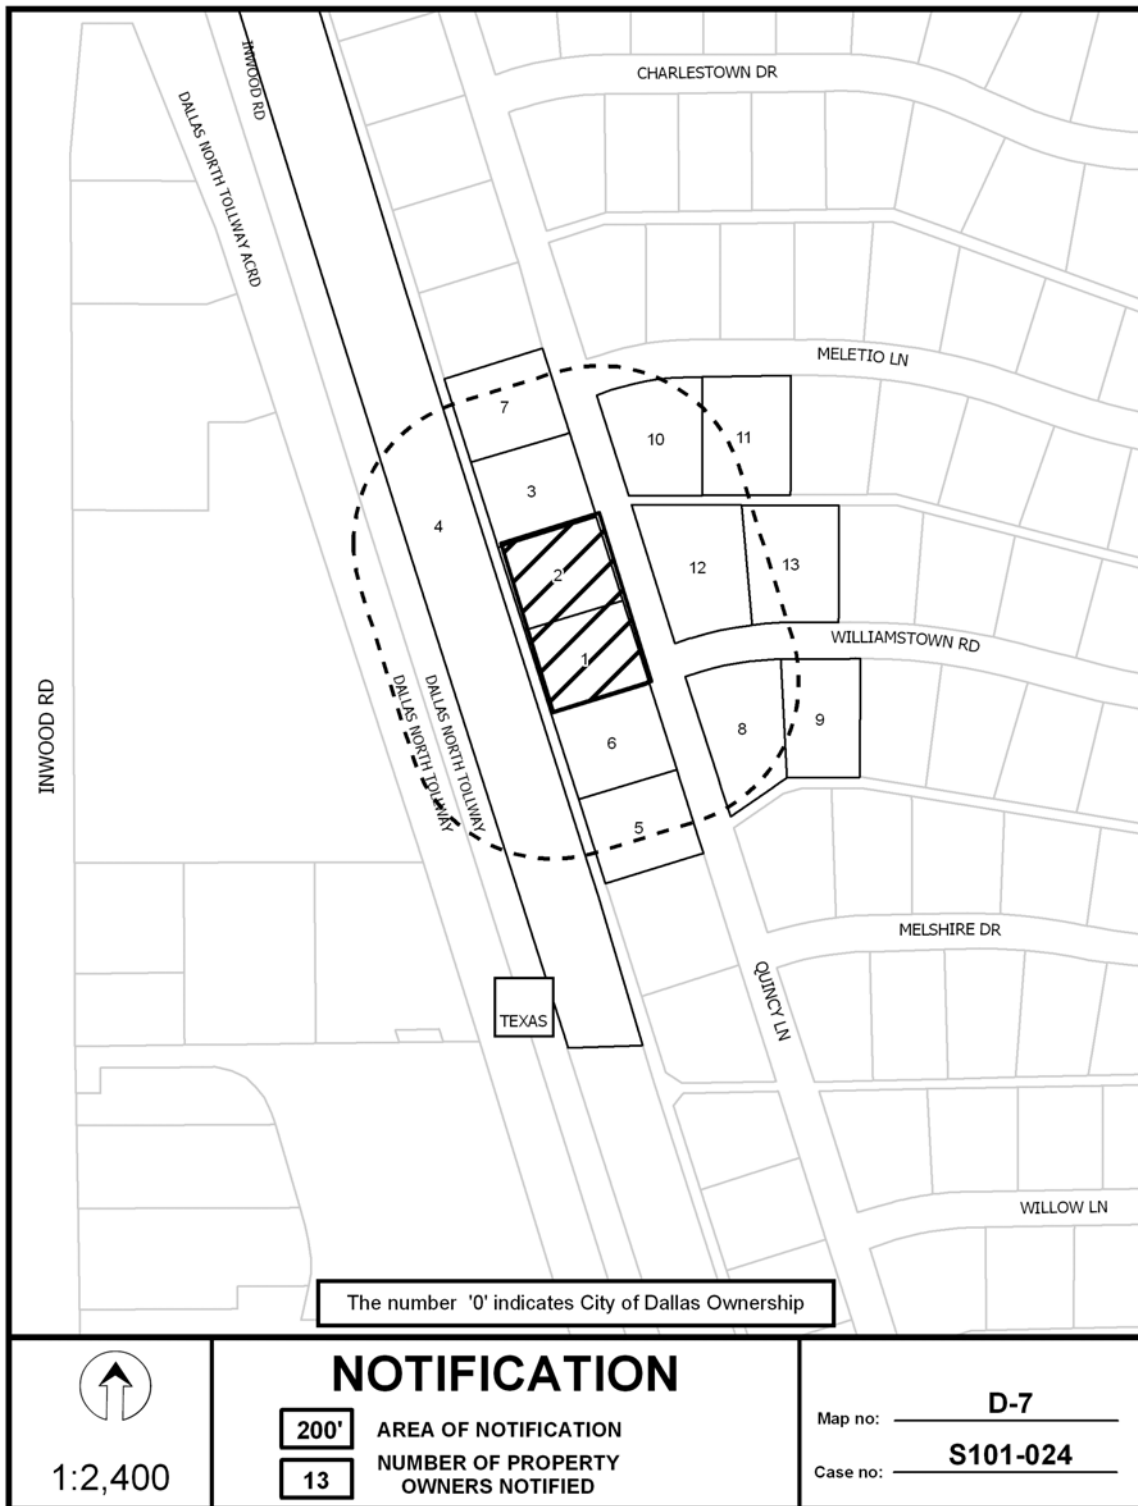 CHARLESTOWN DR
INWOOD RD
DALLAS NORTH TOLLWAY ACRD
MELETIO LN
7
10
11
3
4
2
12
13
WILLIAMSTOWN RD
1
INWOOD RD
DALLAS NORTH TOLLWAY
DALLAS NORTH TOLLWAY
6
8
9
5
MELSHIRE DR
QUINCY LN
TEXAS
WILLOW LN
The number '0' indicates City of Dallas Ownership
1:2,400
NOTIFICATION
200' AREA OF NOTIFICATION
13 NUMBER OF PROPERTY
OWNERS NOTIFIED
Map no: D-7
Case no: S101-024